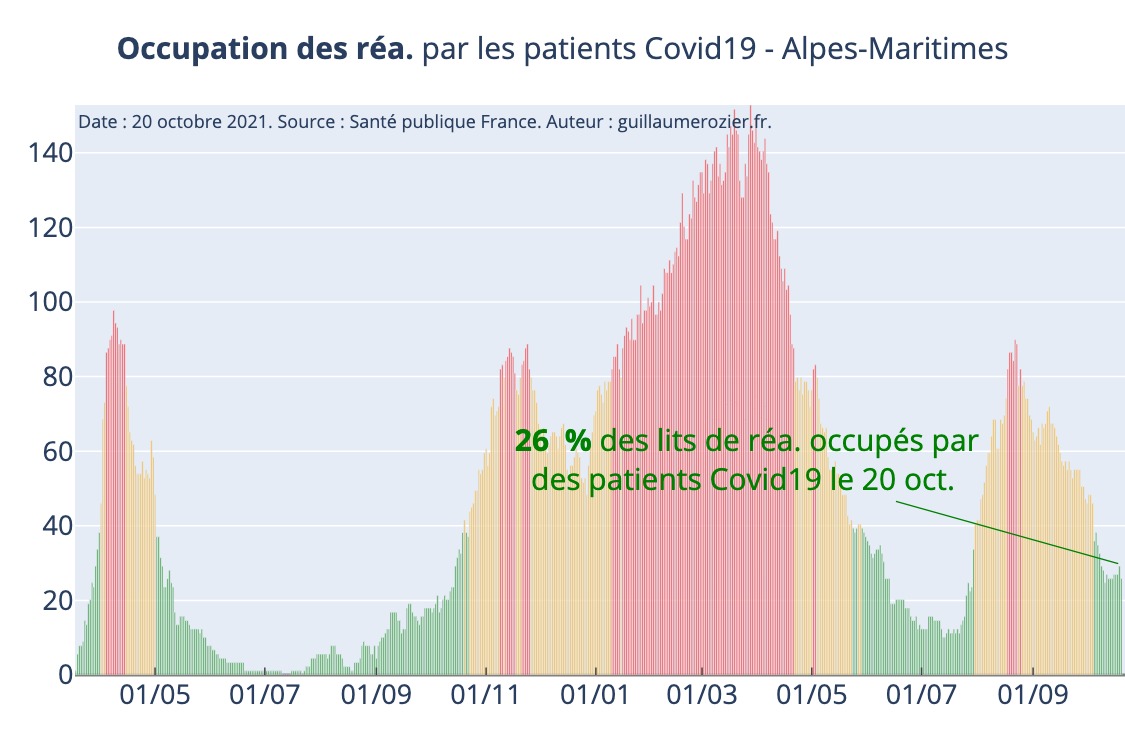 Occupation des réa. par les patients Covid19 - Alpes-Maritimes
Date : 20 octobre 2021. Source : Santé publique France. Auteur : guillaumerozier.fr.
140
120
100
80
60
40
20
0
26 % des lits de réa. occupés par
des patients Covid19 le 20 oct.
01/05 01/07 01/09 01/11 01/01 01/03 01/05 01/07 01/09